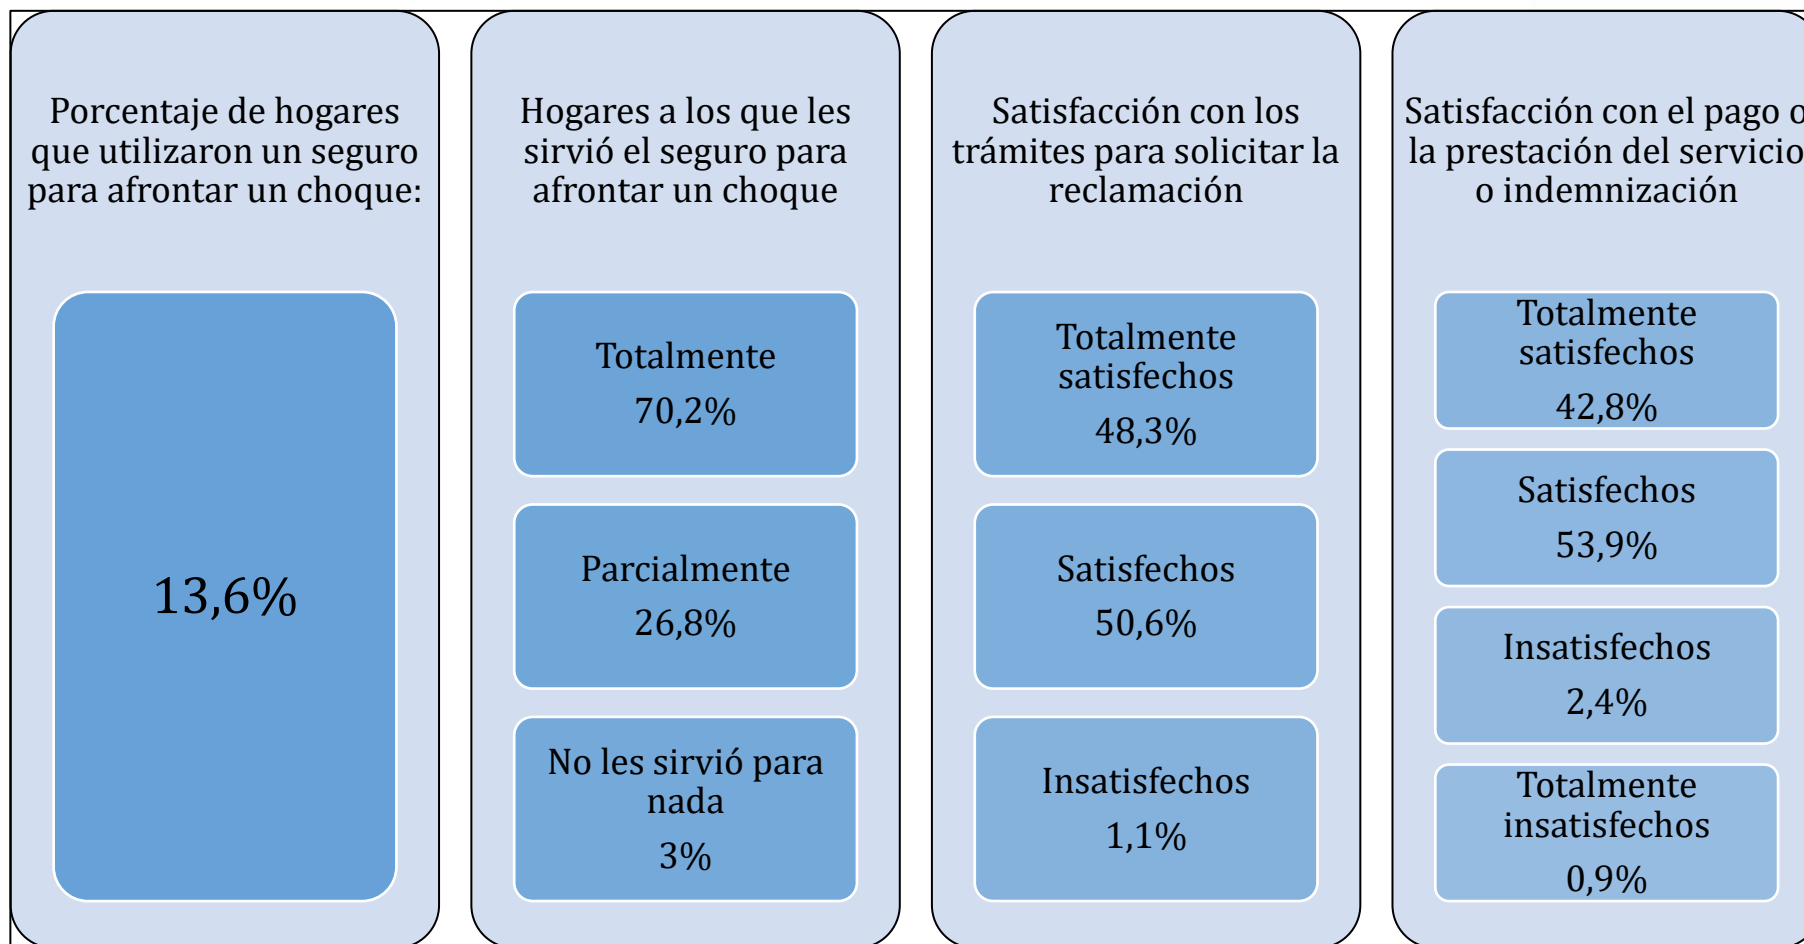 Porcentaje de hogares
que utilizaron un seguro
para afrontar un choque:
13,6%
Hogares a los que les
sirvió el seguro para
afrontar un choque
Totalmente
70,2%
Parcialmente
26,8%
No les sirvió para
nada
3%
Satisfacción con los
trámites para solicitar la
reclamación
Totalmente
satisfechos
48,3%
Satisfechos
50,6%
Insatisfechos
1,1%
Satisfacción con el pago o
la prestación del servicio
o indemnización
Totalmente
satisfechos
42,8%
Satisfechos
53,9%
Insatisfechos
2,4%
Totalmente
insatisfechos
0,9%